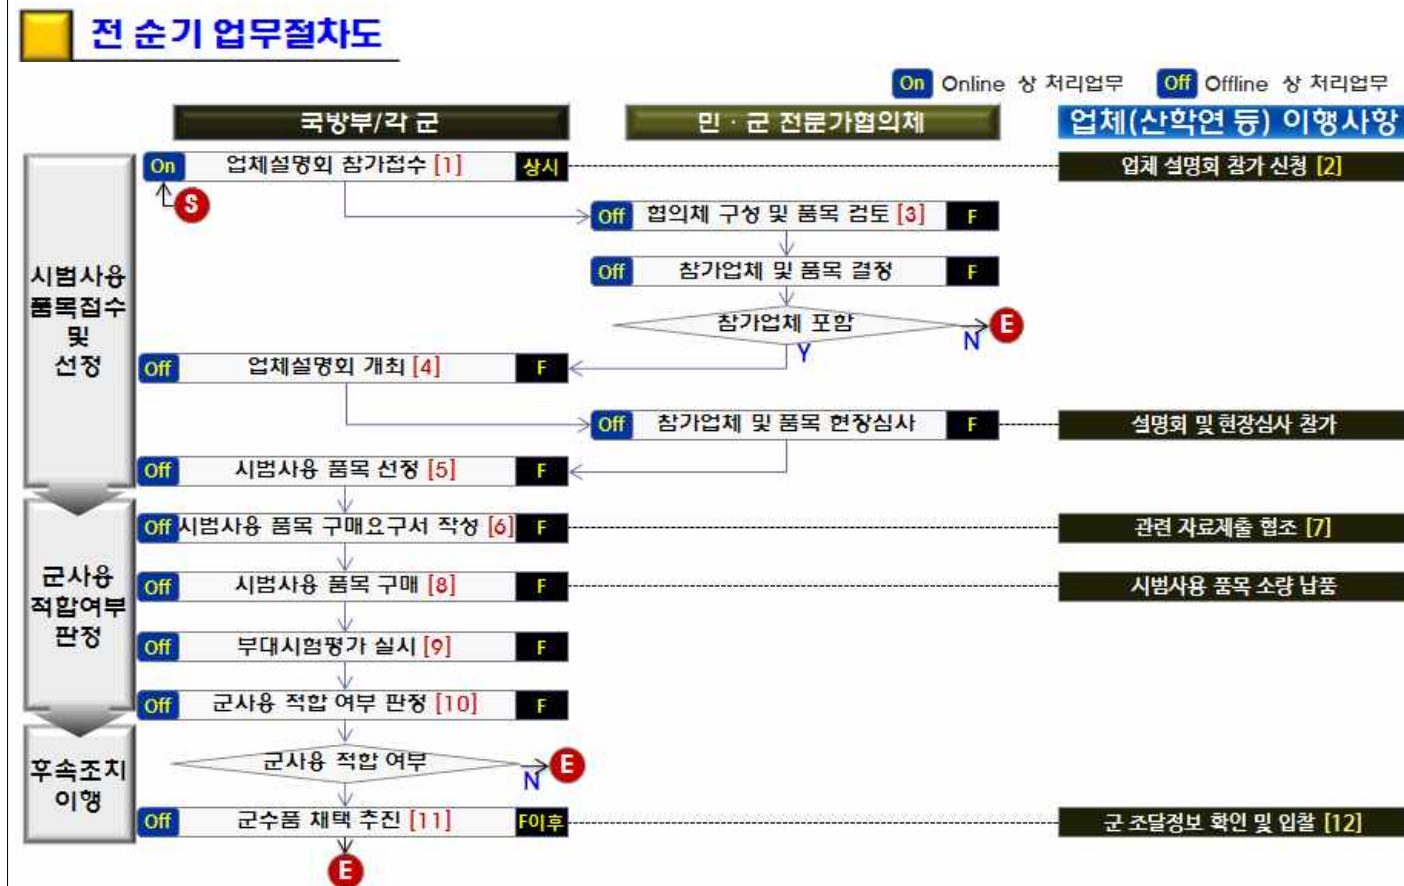 전 순기 업무절차도
On Online 상 처리업무 Off Offline 상 처리업무
국방부/각 군 민 · 군 전문가협의체 업체(산학연 등) 이행사항
시범사용
품목접수
및
선정
On 업체설명회 참가접수 [1] 상시 업체 설명회 참가 신청 [2]
S
Off 협의체 구성 및 품목 검토 [3] F
Off 참가업체 및 품목 결정 F
참가업체 포함 N E
Y
Off 업체설명회 개최 [4] F
Off 참가업체 및 품목 현장심사 F 설명회 및 현장심사 참가
Off 시범사용 품목 선정 [5] F
군사용
적합여부
판정
Off 시범사용 품목 구매요구서 작성 [6] F 관련 자료제출 협조 [7]
Off 시범사용 품목 구매 [8] F 시범사용 품목 소량 납품
Off 부대시험평가 실시 [9] F
Off 군사용 적합 여부 판정 [10] F
후속조치
이행
군사용 적합 여부 N E
Off 군수품 채택 추진 [11] F이후 군 조달정보 확인 및 입찰 [12]
E